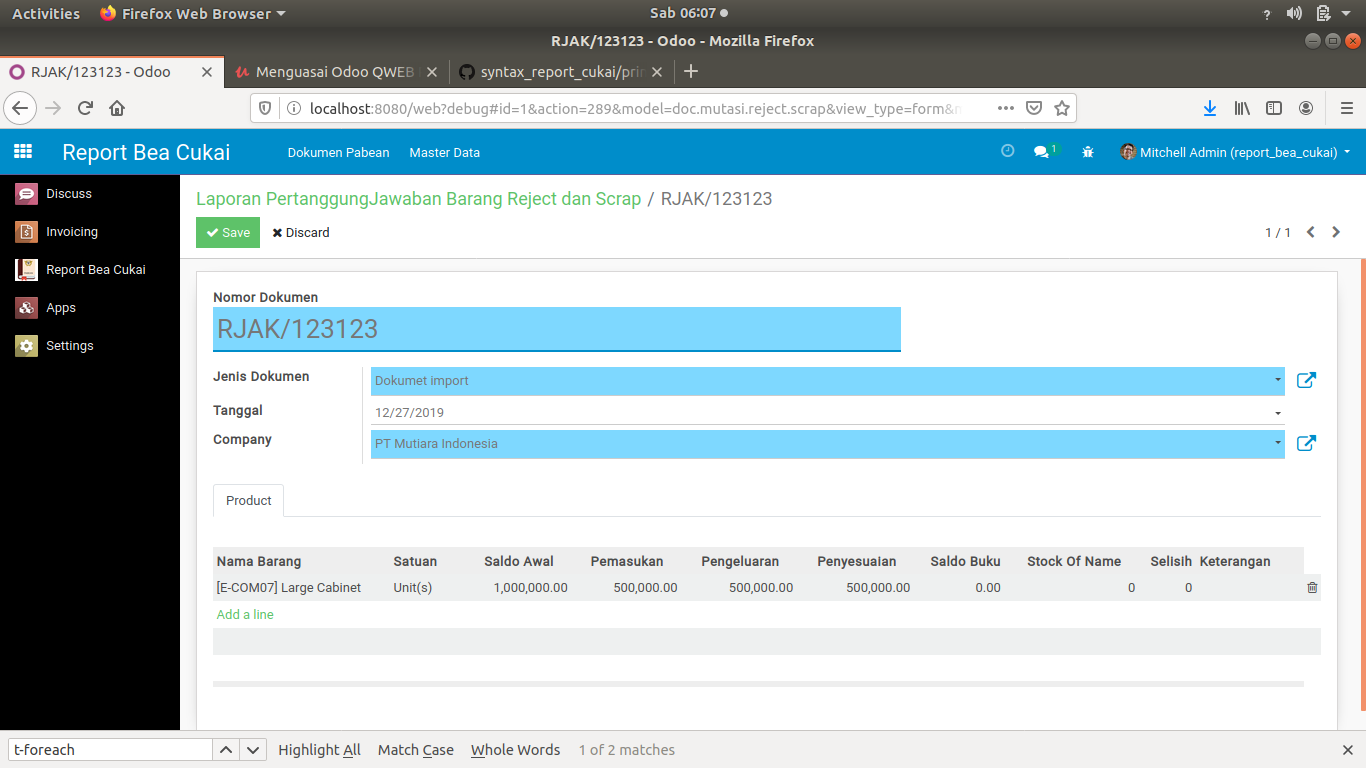 Activities Firefox Web Browser Sab 06:07 ?
RJAK/123123 - Odoo - Mozilla Firefox
RJAK/123123 - Odoo Menguasai Odoo QWEB syntax_report_cukai/prin
localhost:8080/web?debug#id=1&action=289&model=doc.mutasi.reject.scrap&view_type=form&
Report Bea Cukai Dokumen Pabean Master Data 1 Mitchell Admin (report_bea_cukai)
Discuss
Invoicing
Report Bea Cukai
Apps
Settings
Laporan PertanggungJawaban Barang Reject dan Scrap / RJAK/123123
Save Discard 1 / 1
Nomor Dokumen
RJAK/123123
Jenis Dokumen Dokumet import
Tanggal 12/27/2019
Company PT Mutiara Indonesia
Product
Nama Barang Satuan Saldo Awal Pemasukan Pengeluaran Penyesuaian Saldo Buku Stock Of Name Selisih Keterangan
[E-COM07] Large Cabinet Unit(s) 1,000,000.00 500,000.00 500,000.00 500,000.00 0.00 0 0
Add a line
t-foreach Highlight All Match Case Whole Words 1 of 2 matches